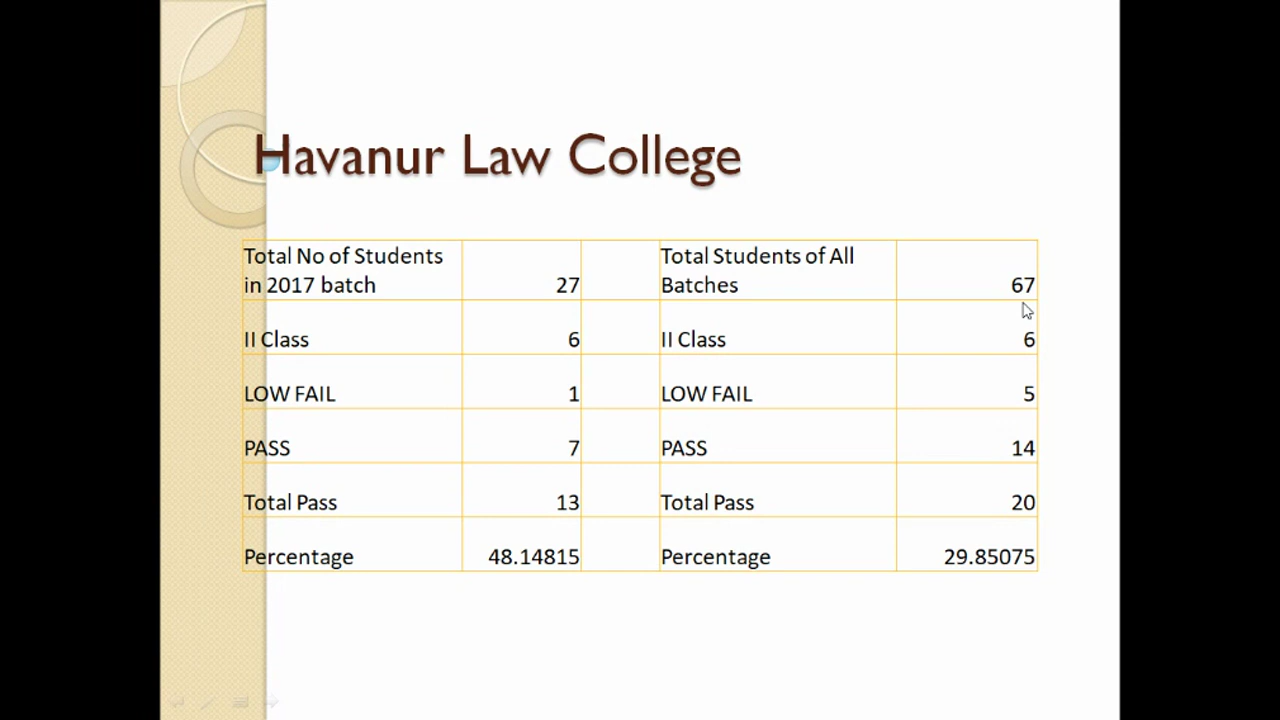 Havanur Law College
Total No of Students
in 2017 batch 27 Total Students of All
Batches 67
II Class 6 II Class 6
LOW FAIL 1 LOW FAIL 5
PASS 7 PASS 14
Total Pass 13 Total Pass 20
Percentage 48.14815 Percentage 29.85075